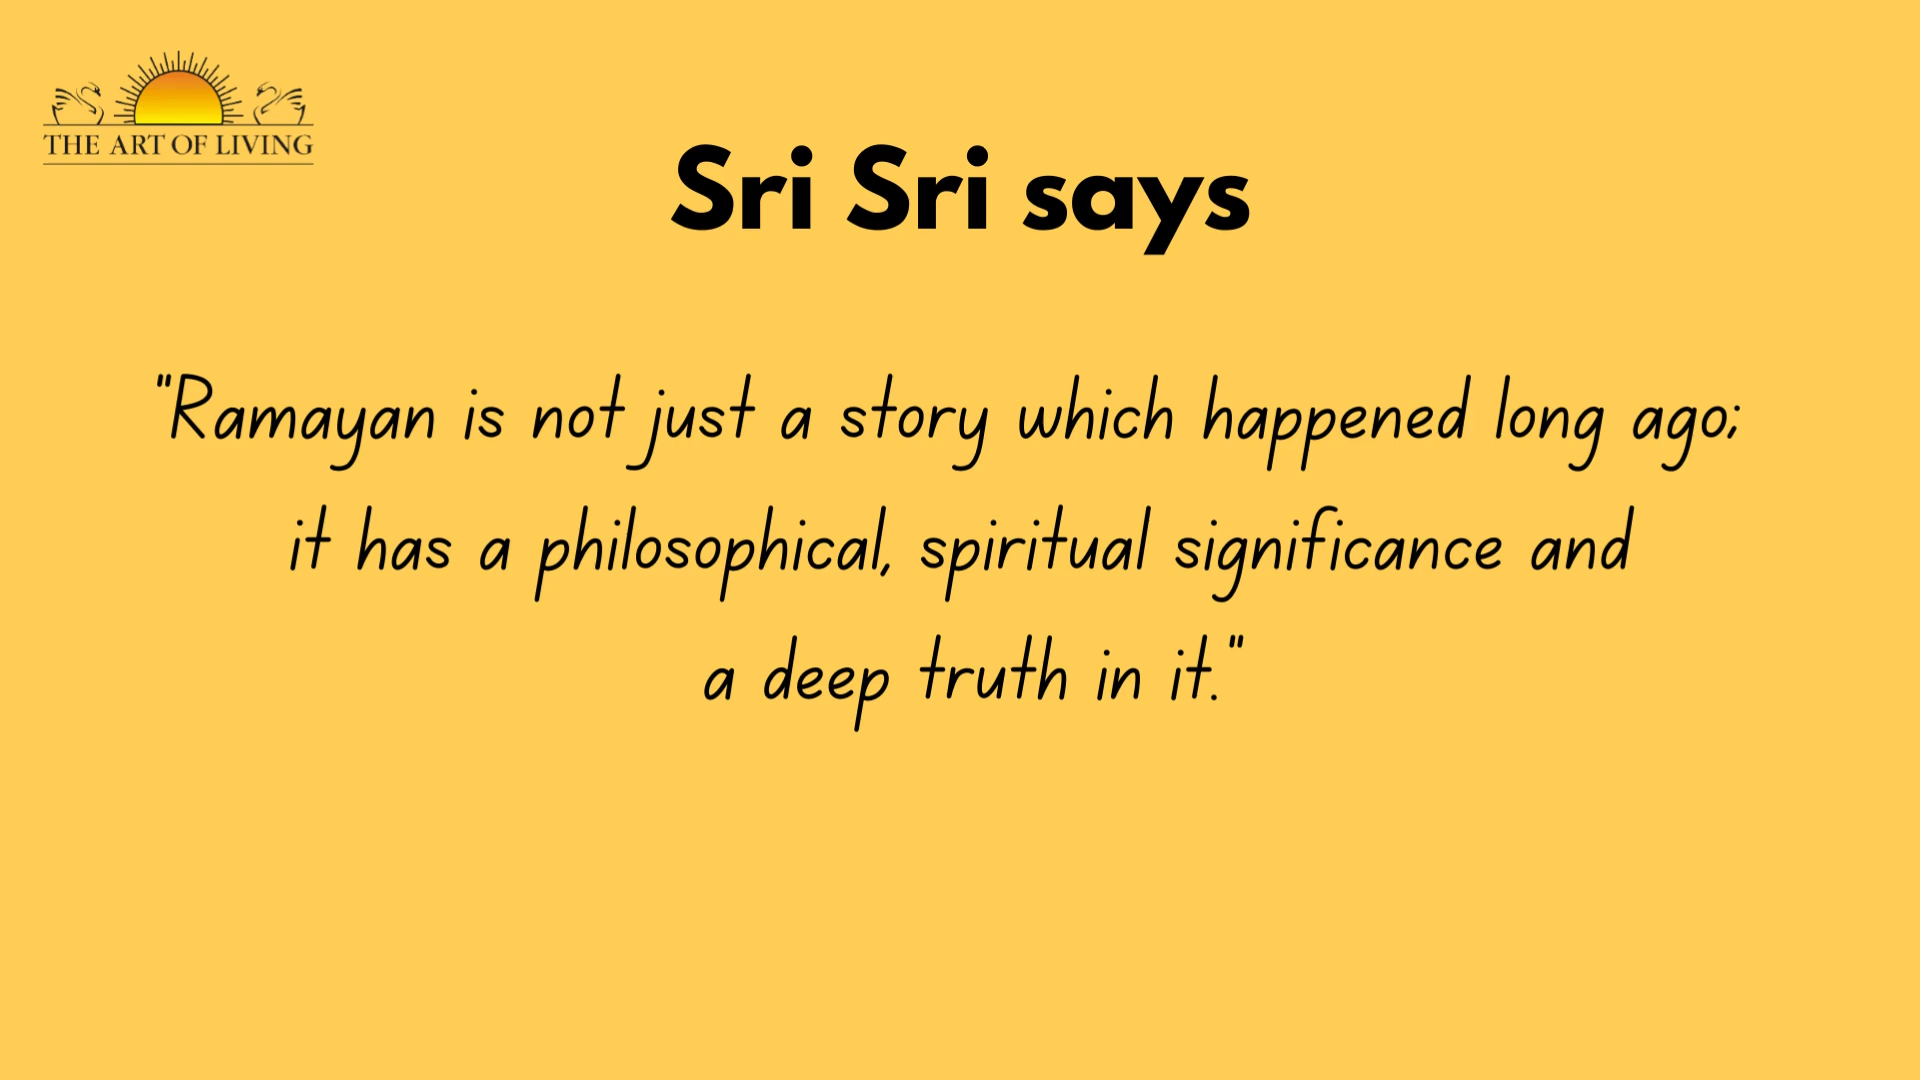 THE ART OF LIVING
Sri Sri says
"Ramayan is not just a story which happened long ago;
it has a philosophical, spiritual significance and
a deep truth in it."